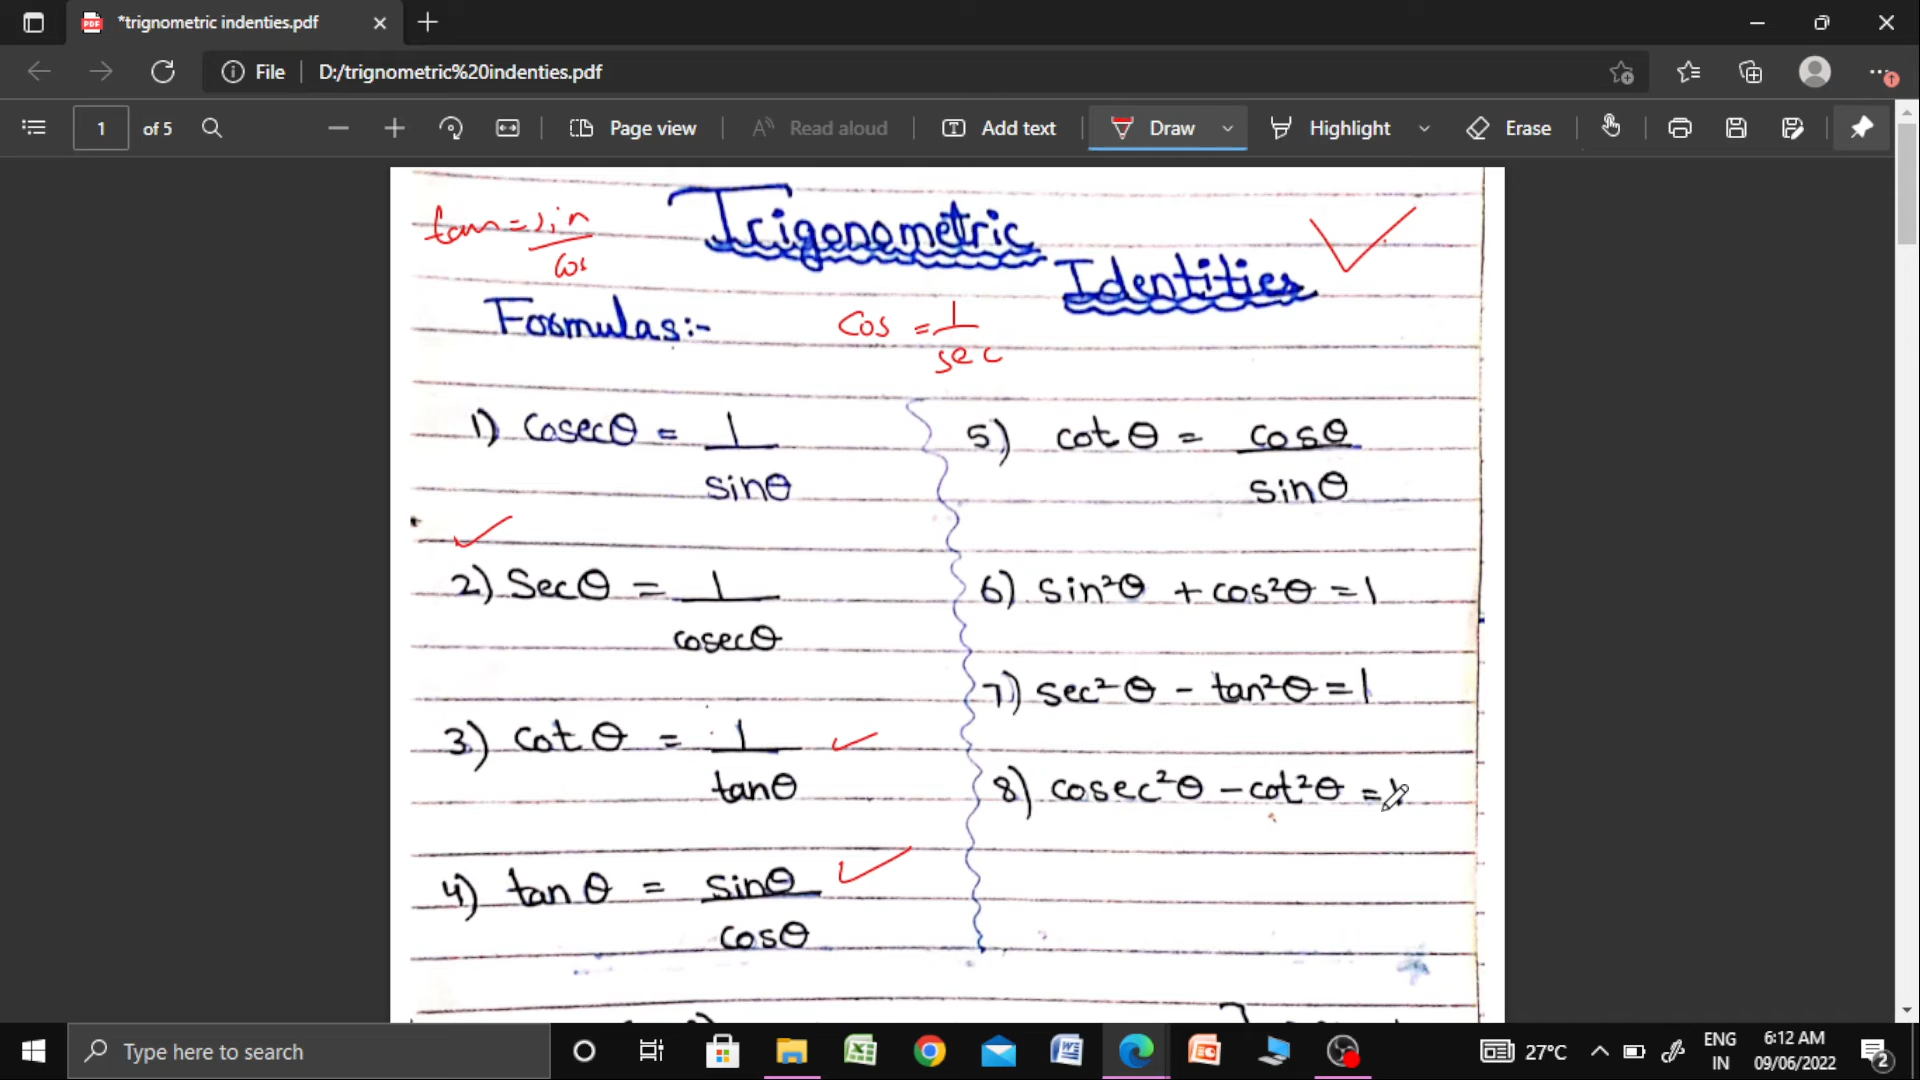 *trignometric indenties.pdf
File
D:/trignometric%20indenties.pdf
1 of 5
Page view
Read aloud
Add text
Draw
Highlight
Erase
tan = sin
cos
Trigonometric
Identities
Formulas:-
cos = 1
sec
1) cosecθ = 1
sinθ
2) Secθ = 1
cosecθ
3) cot θ = 1
tanθ
4) tan θ = sinθ
cosθ
5) cot θ = cosθ
sinθ
6) sin²θ + cos²θ = 1
7) sec²θ - tan²θ = 1
8) cosec²θ - cot²θ =
Type here to search
27°C
ENG
IN
6:12 AM
09/06/2022
2